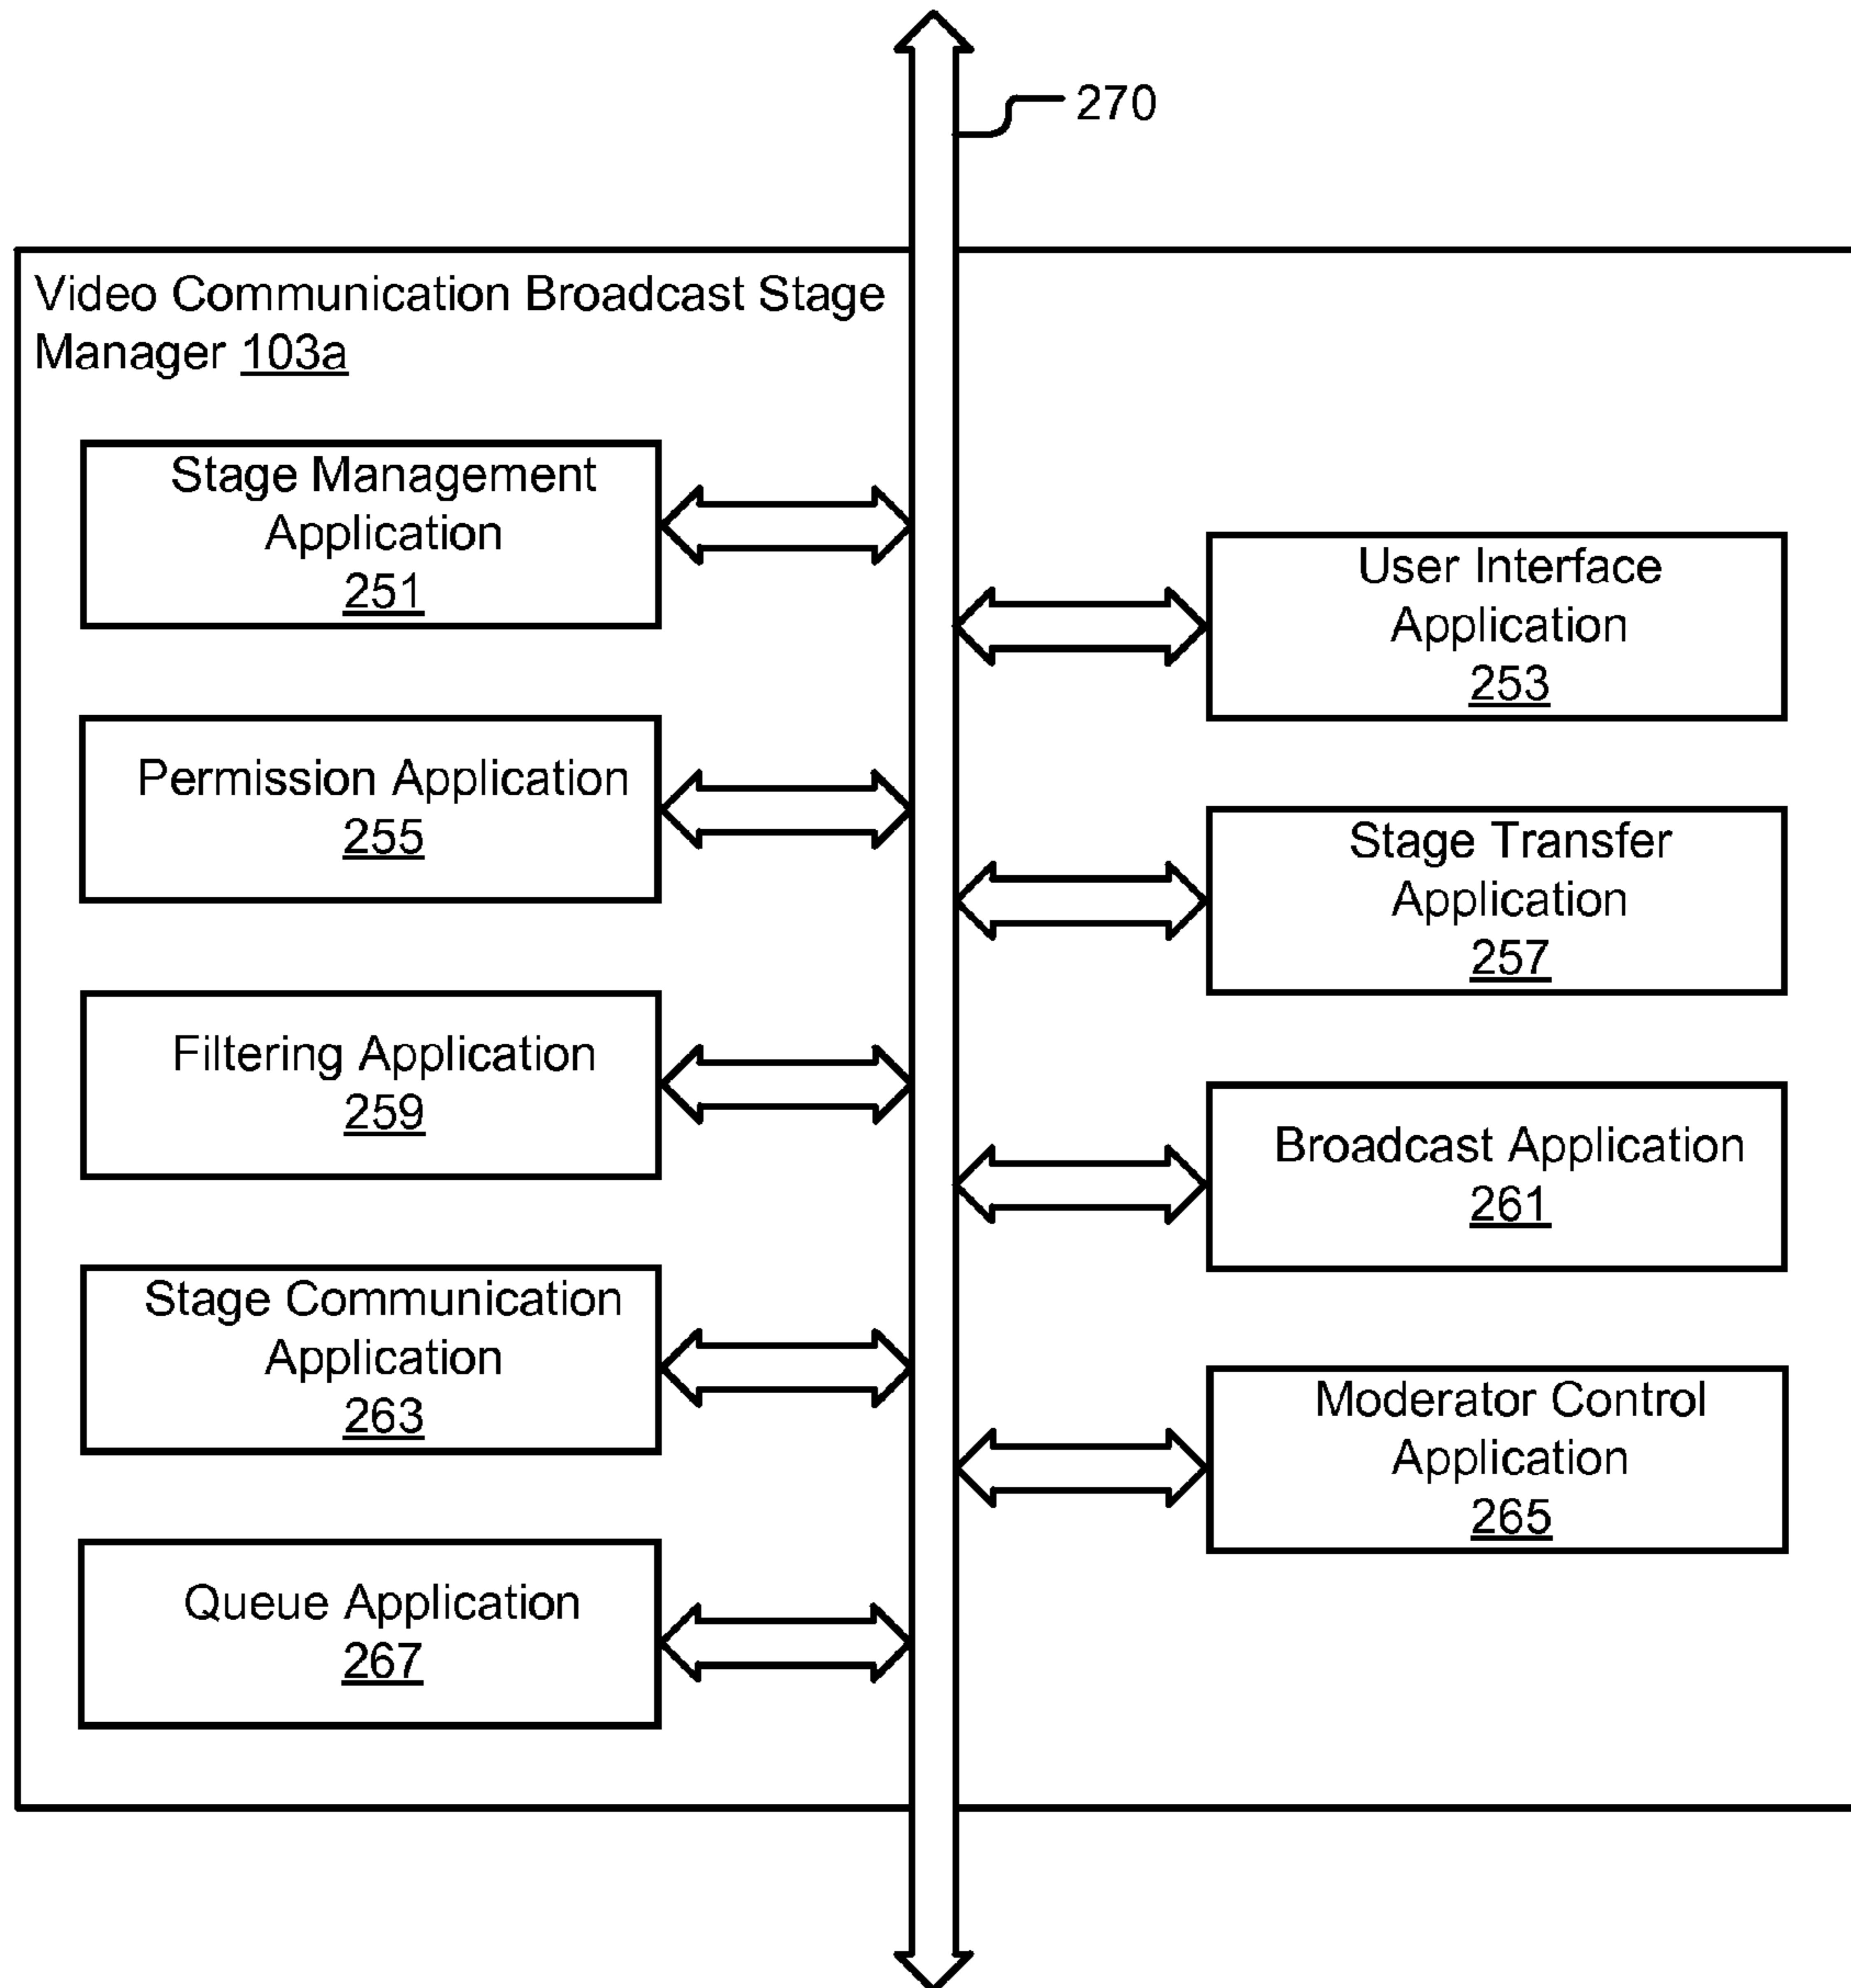 270
Video Communication Broadcast Stage
Manager 103a
Stage Management
Application
251
User Interface
Application
253
Permission Application
255
Stage Transfer
Application
257
Filtering Application
259
Broadcast Application
261
Stage Communication
Application
263
Moderator Control
Application
265
Queue Application
267